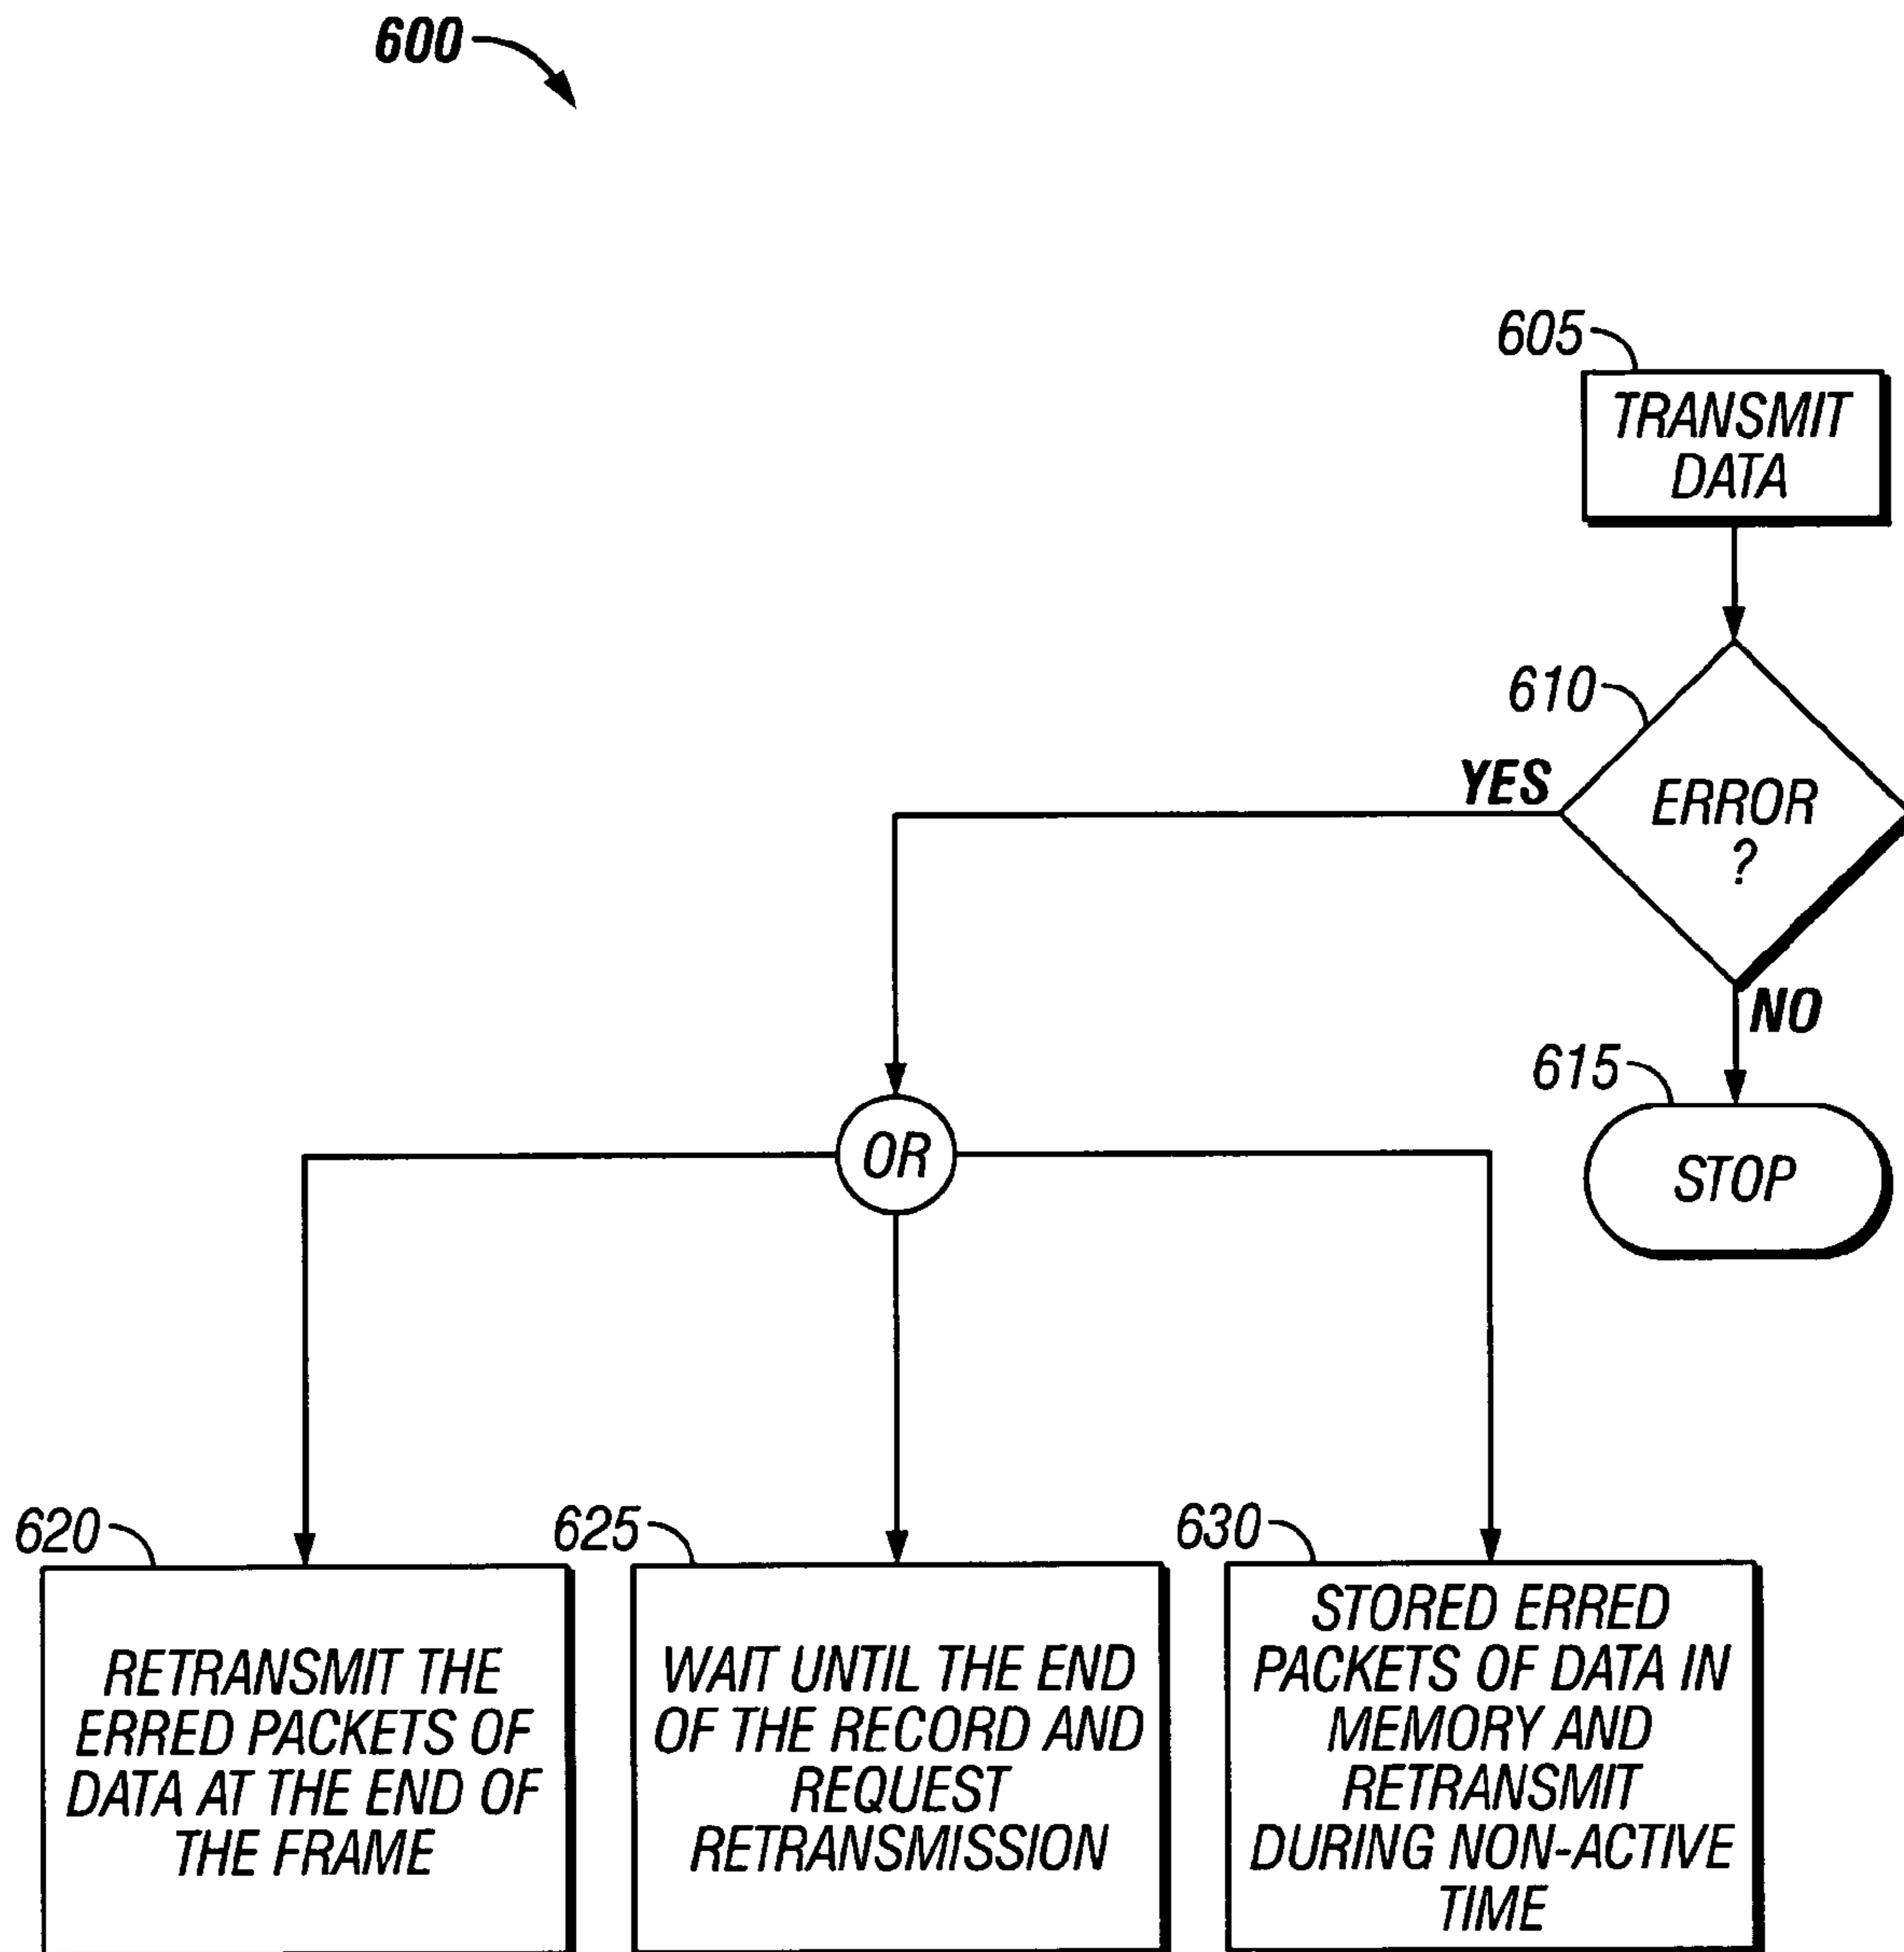 600
605
TRANSMIT
DATA
610
YES
ERROR
?
NO
615
OR
STOP
620
RETRANSMIT THE
ERRED PACKETS OF
DATA AT THE END OF
THE FRAME
625
WAIT UNTIL THE END
OF THE RECORD AND
REQUEST
RETRANSMISSION
630
STORED ERRED
PACKETS OF DATA IN
MEMORY AND
RETRANSMIT
DURING NON-ACTIVE
TIME